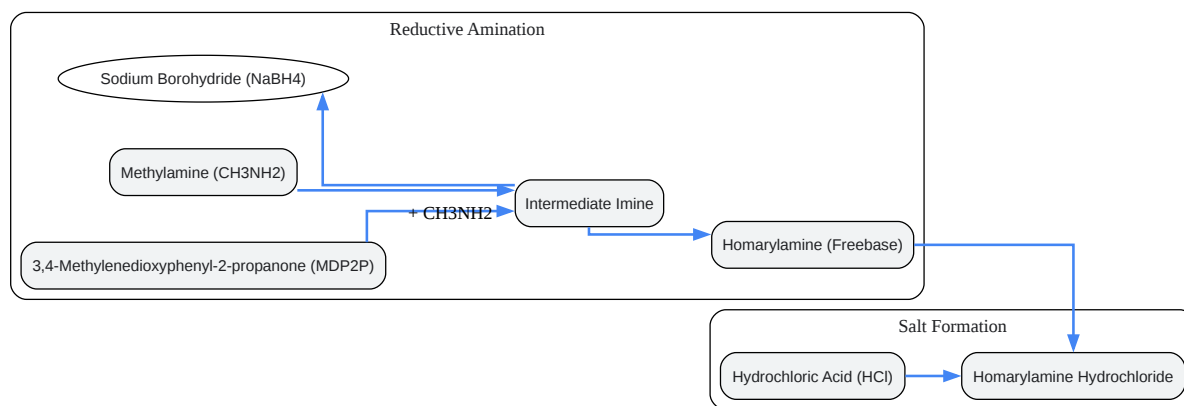 Reductive Amination
Sodium Borohydride (NaBH4)
Methylamine (CH3NH2)
Intermediate Imine
+ CH3NH2
Homarylamine (Freebase)
3,4-Methylenedioxyphenyl-2-propanone (MDP2P)
Salt Formation
Hydrochloric Acid (HCl)
Homarylamine Hydrochloride